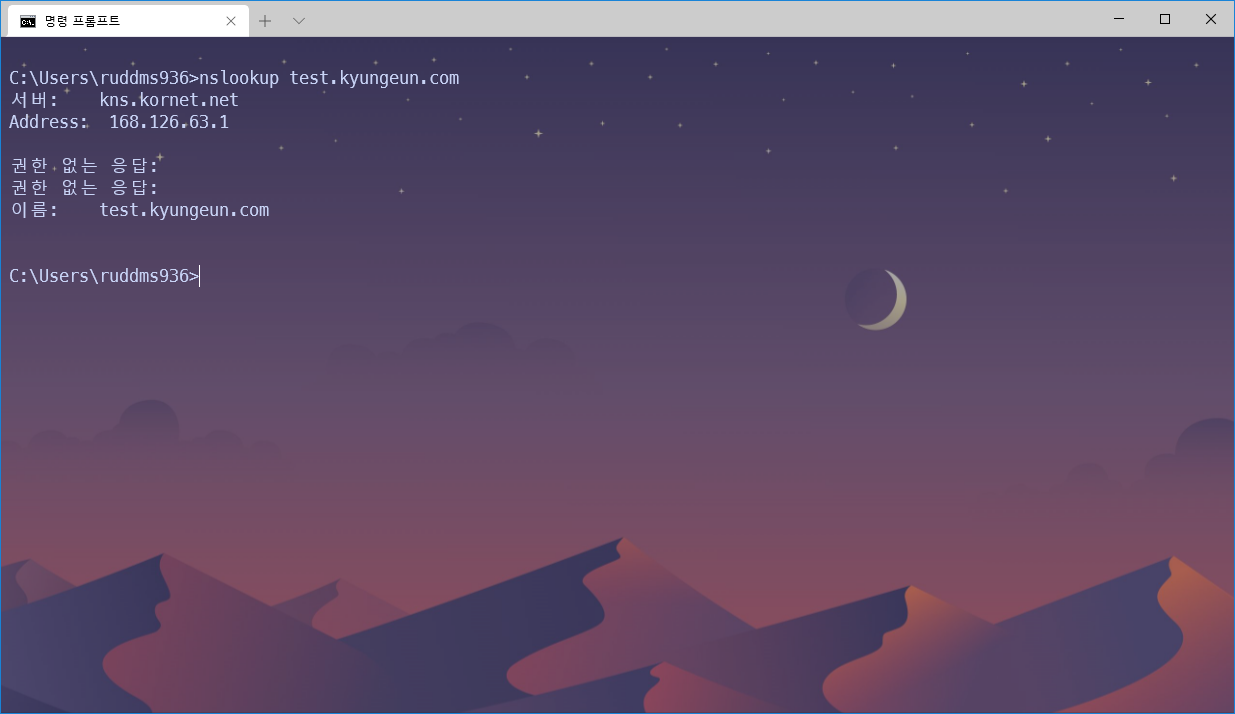 명령 프롬프트
C:\Users\ruddms936>nslookup test.kyungeun.com
서버:    kns.kornet.net
Address:  168.126.63.1
권한 없는 응답:
권한 없는 응답:
이름:    test.kyungeun.com
C:\Users\ruddms936>